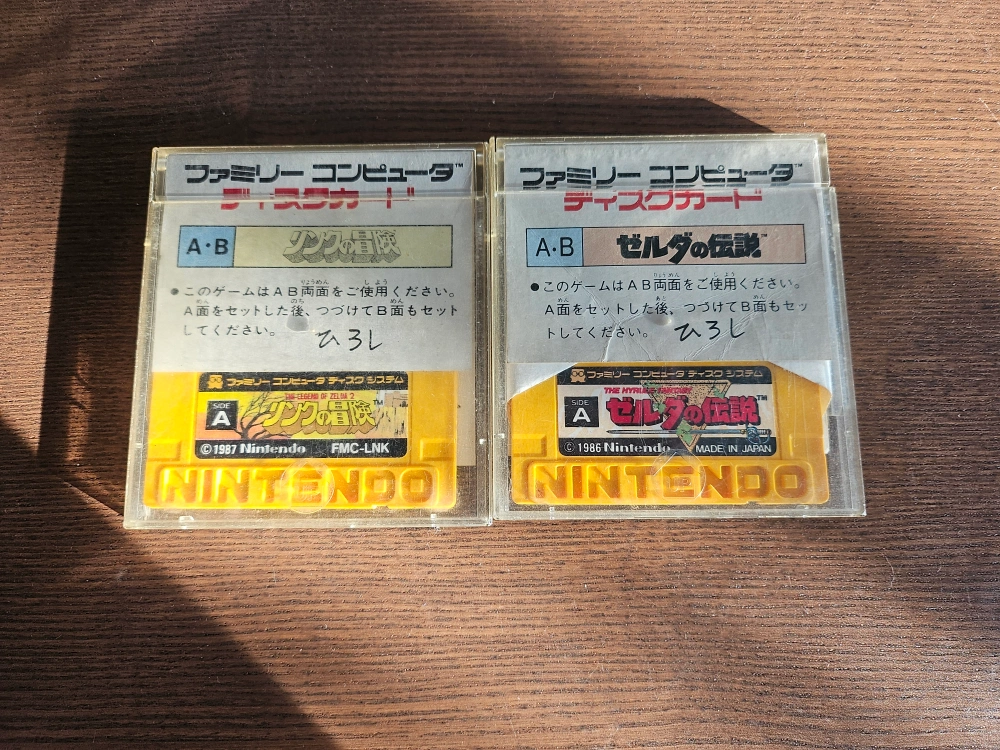 ファミリー コンピュータ™
ディスクカード
A・B
リンクの冒険
●このゲームはAB両面をご使用ください。
A面をセットした後、つづけてB面もセット
してください。
ひろし
ファミリー コンピュータ ディスク システム
SIDE
A
THE LEGEND OF ZELDA 2
リンクの冒険™
©1987 Nintendo FMC-LNK
NINTENDO
ファミリー コンピュータ™
ディスクカード
A・B
ゼルダの伝説™
●このゲームはAB両面をご使用ください。
A面をセットした後、つづけてB面もセッ
トしてください。
ひろし
ファミリー コンピュータ ディスク システム
SIDE
A
THE HYRULE FANTASY
ゼルダの伝説™
©1986 Nintendo MADE IN JAPAN
NINTENDO